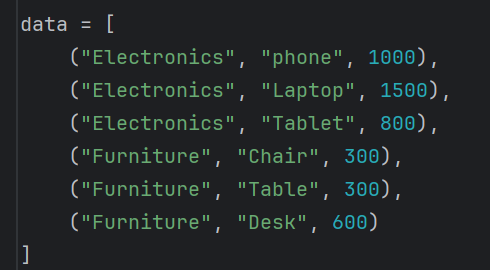 data = [
    ("Electronics", "phone", 1000),
    ("Electronics", "Laptop", 1500),
    ("Electronics", "Tablet", 800),
    ("Furniture", "Chair", 300),
    ("Furniture", "Table", 300),
    ("Furniture", "Desk", 600)
]